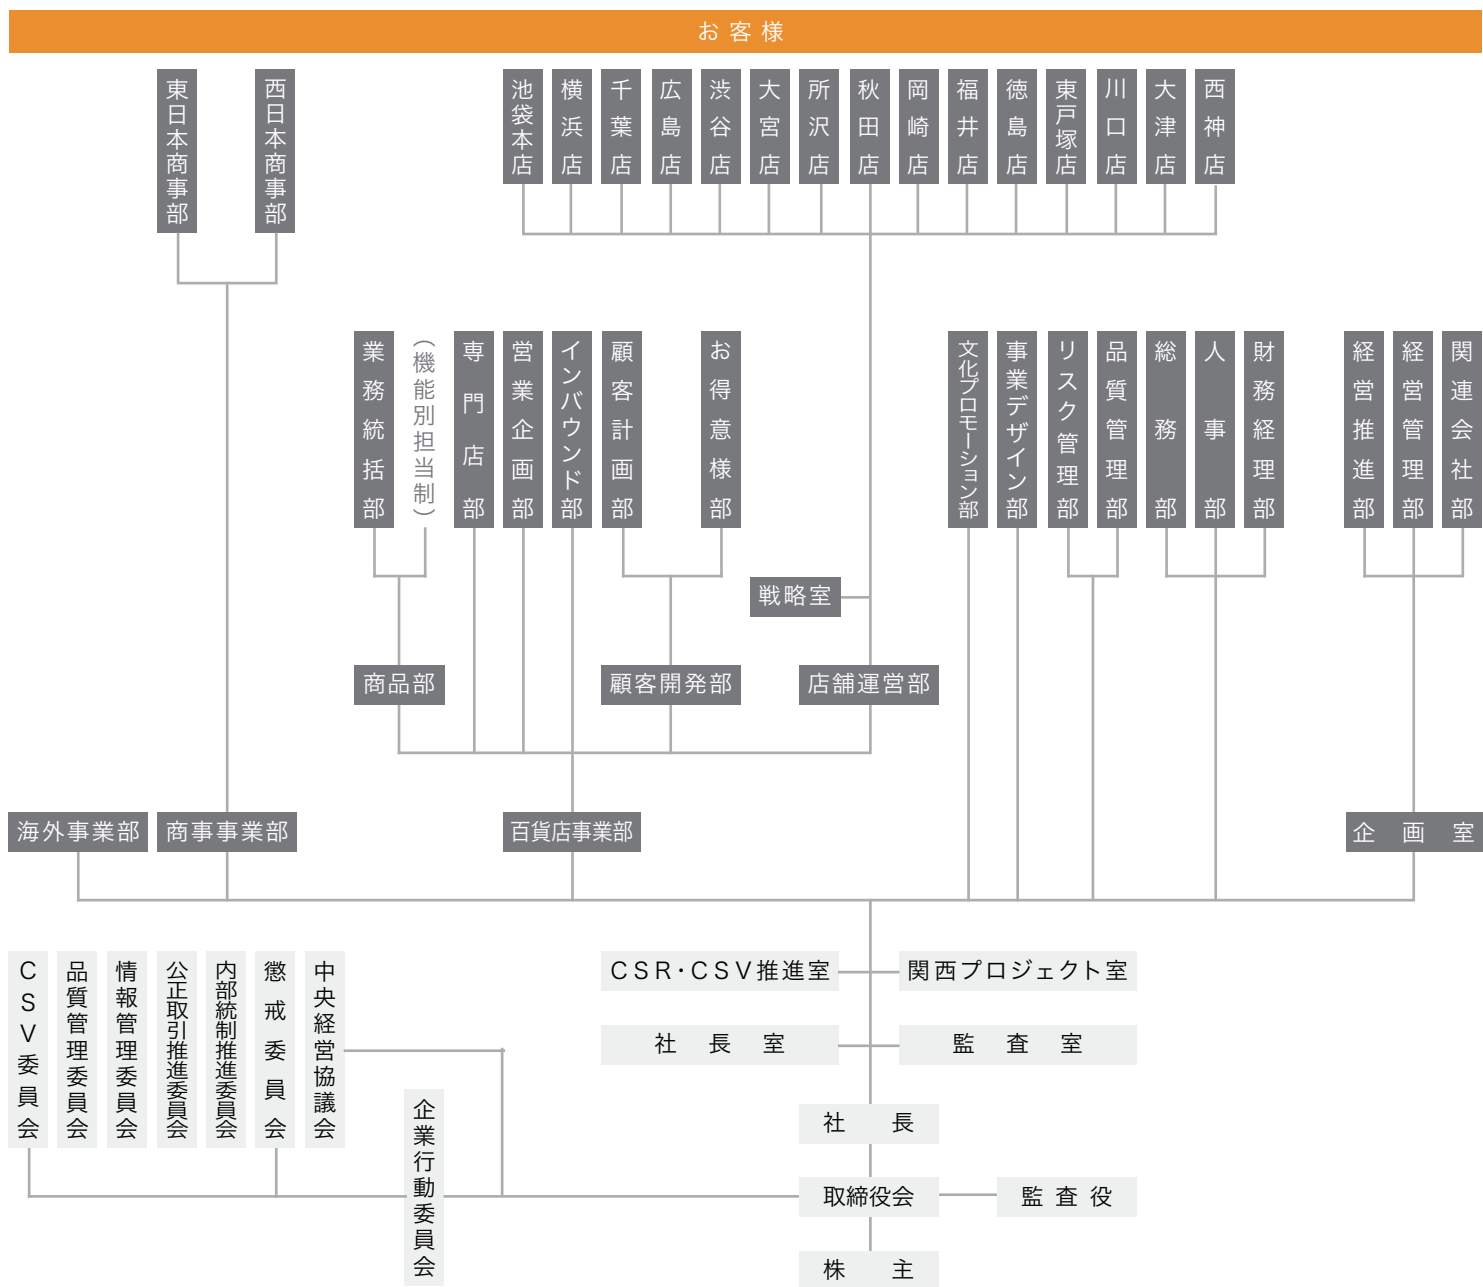 お客様
東日本商事部
西日本商事部
池袋本店
横浜店
千葉店
広島店
渋谷店
大宮店
所沢店
秋田店
岡崎店
福井店
徳島店
東戸塚店
川口店
大津店
西神店
業務統括部
（機能別担当制）
専門店部
営業企画部
インバウンド部
顧客計画部
お得意様部
文化プロモーション部
事業デザイン部
リスク管理部
品質管理部
総務部
人事部
財務経理部
経営推進部
経営管理部
関連会社部
戦略室
商品部
顧客開発部
店舗運営部
海外事業部
商事事業部
百貨店事業部
企画室
CSV委員会
品質管理委員会
情報管理委員会
公正取引推進委員会
内部統制推進委員会
懲戒委員会
中央経営協議会
企業行動委員会
CSR・CSV推進室
関西プロジェクト室
社長室
監査室
社長
取締役会
監査役
株主